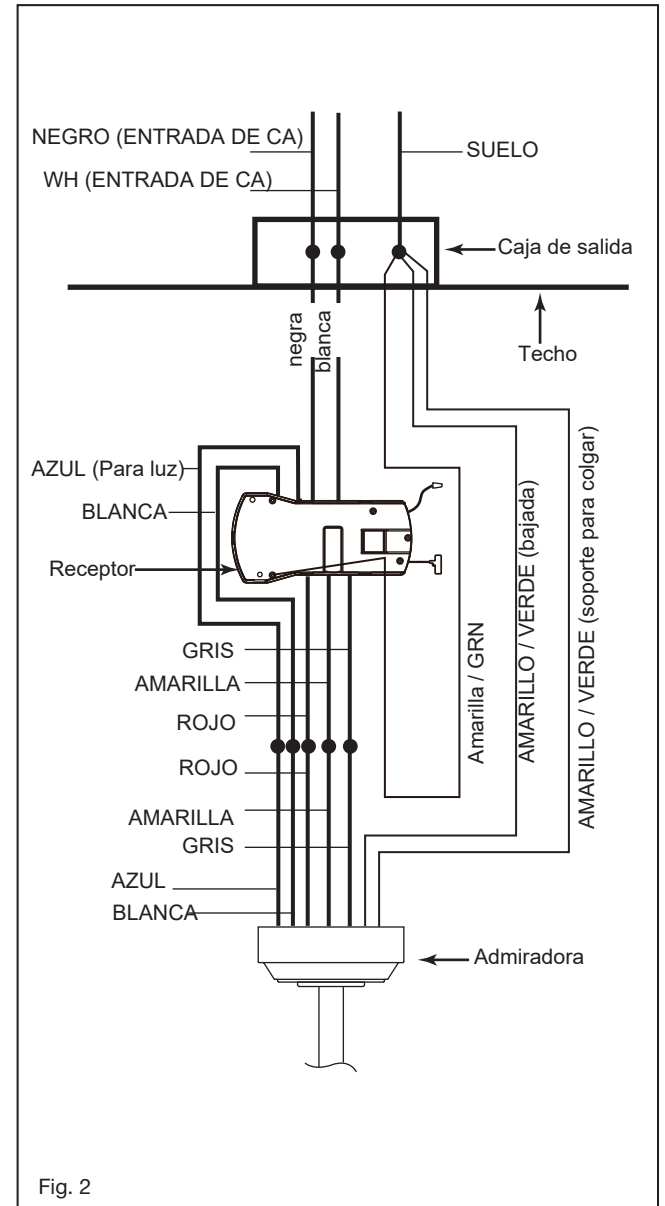 NEGRO (ENTRADA DE CA)
SUELO
WH (ENTRADA DE CA)
Caja de salida
negra
blanca
Techo
AZUL (Para luz)
BLANCA
Receptor
GRIS
AMARILLA
ROJO
ROJO
AMARILLA
GRIS
AZUL
BLANCA
Amarilla / GRN
AMARILLO / VERDE (bajada)
AMARILLO / VERDE (soporte para colgar)
Admiradora
Fig. 2